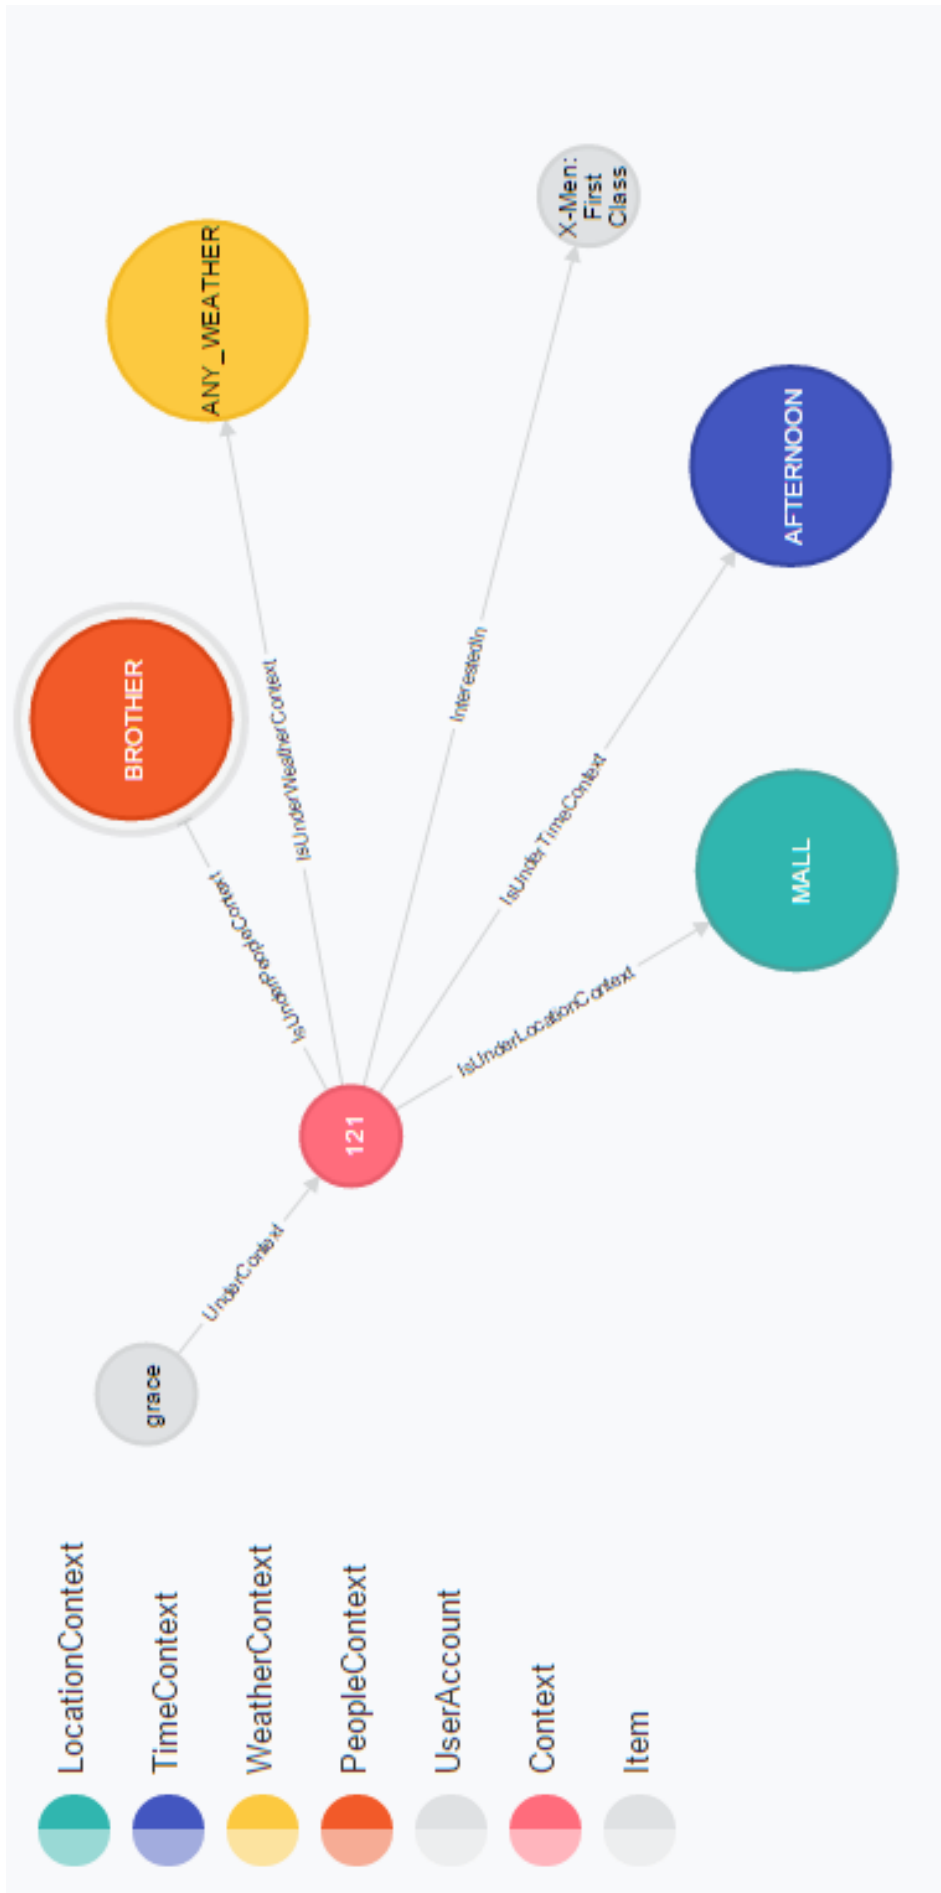 LocationContext
TimeContext
WeatherContext
PeopleContext
UserAccount
Context
Item
grace
UnderContext
121
IsUnderPeopleContext
BROTHER
IsUnderWeatherContext
ANY_WEATHER
InterestedIn
X-Men:
First
Class
IsUnderTimeContext
AFTERNOON
IsUnderLocationContext
MALL